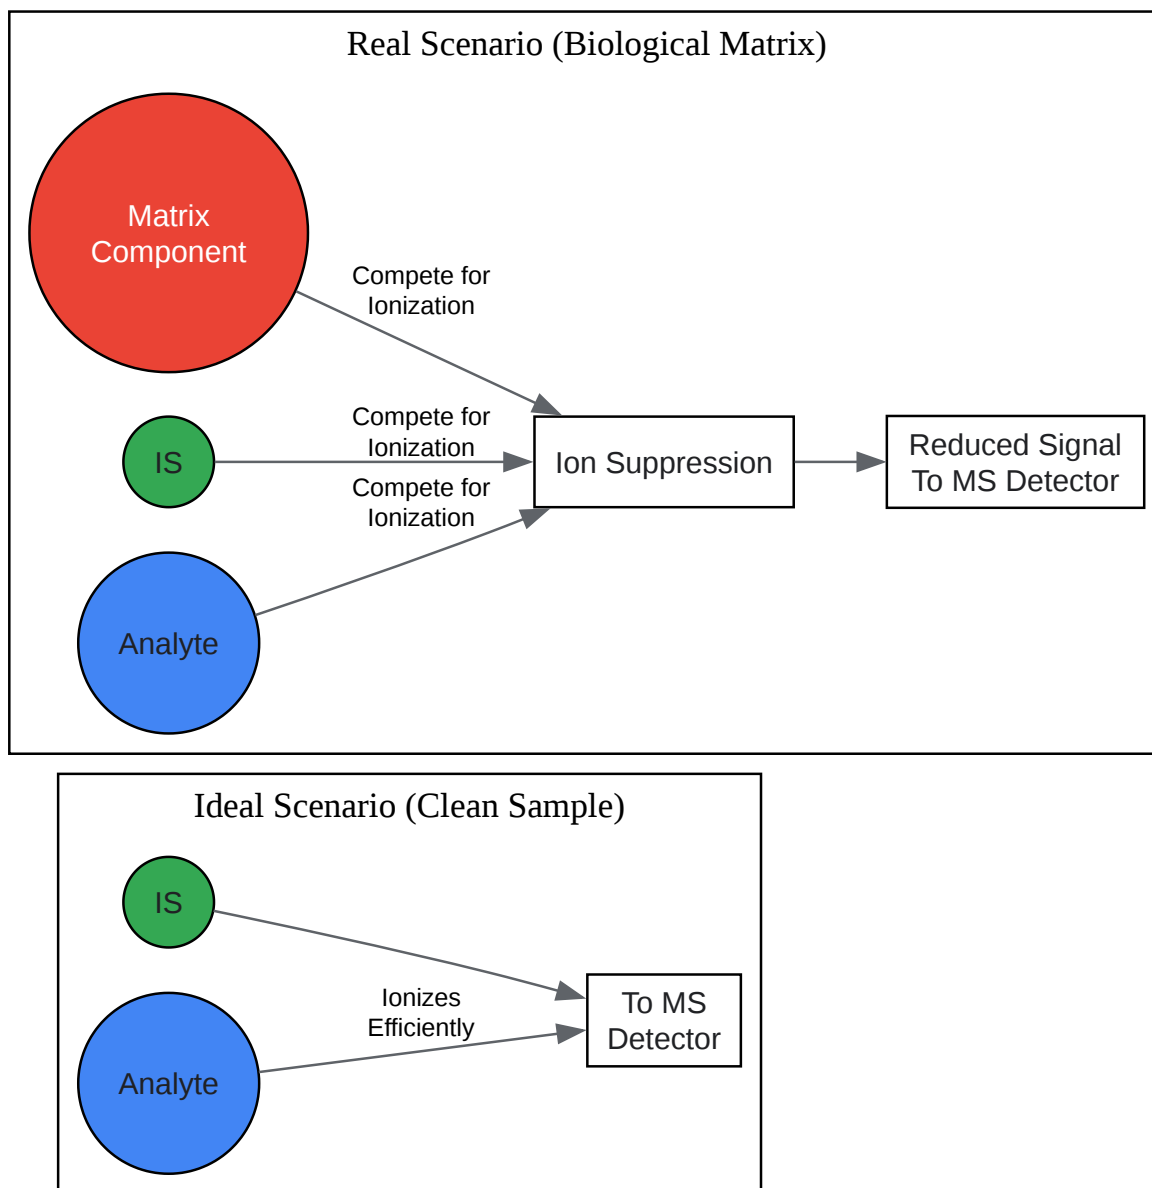 Real Scenario (Biological Matrix)
Matrix
Component
Compete for
Ionization
IS
Compete for
Ionization
Ion Suppression
Reduced Signal
To MS Detector
Compete for
Ionization
Analyte
Ideal Scenario (Clean Sample)
IS
Ionizes
Efficiently
To MS
Detector
Analyte